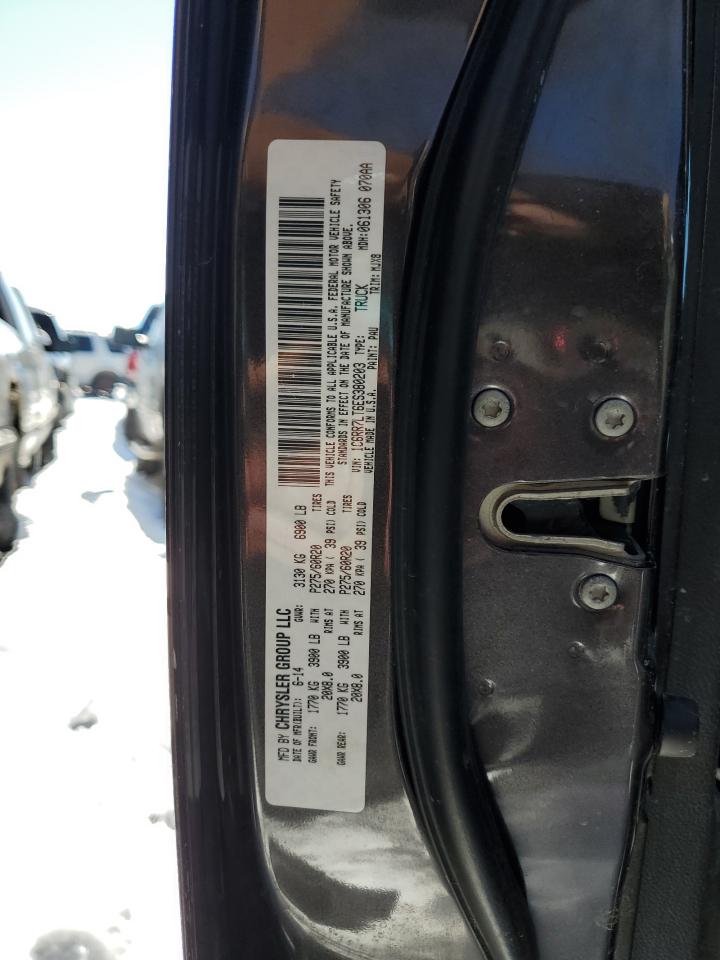 MFD BY CHRYSLER GROUP LLC
DATE OF MFR(BUILT): 6-14 GVWR: 3130 KG 6900 LB
GAWR FRONT: 1770 KG 3900 LB WITH P275/60R20 TIRES
20X8.0 RIMS AT 270 KPA ( 39 PSI) COLD
GAWR REAR: 1770 KG 3900 LB WITH P275/60R20 TIRES
20X8.0 RIMS AT 270 KPA ( 39 PSI) COLD
THIS VEHICLE CONFORMS TO ALL APPLICABLE U.S.A. FEDERAL MOTOR VEHICLE SAFETY
STANDARDS IN EFFECT ON THE DATE OF MANUFACTURE SHOWN ABOVE.
VIN: 1C6RR7LT6ES380203 TYPE: TRUCK MDH:061306 070AA
VEHICLE MADE IN U.S.A. PAINT: PAU TRIM: MJX8